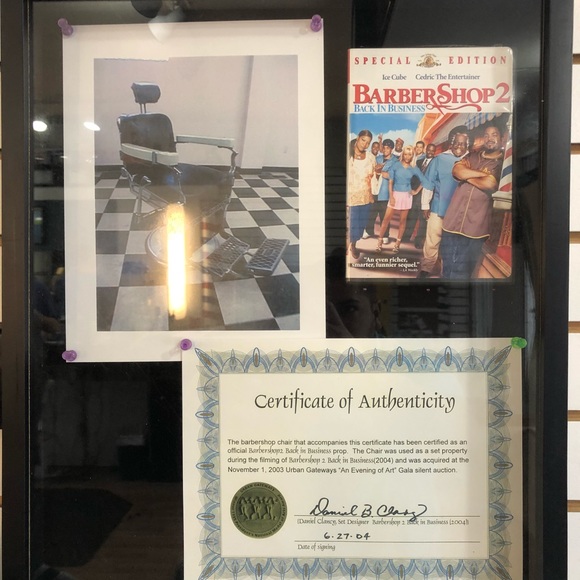 SPECIAL EDITION
Ice Cube Cedric The Entertainer
BARBERSHOP 2
BACK IN BUSINESS
"An even richer,
smarter, funnier sequel."
Certificate of Authenticity
The barbershop chair that accompanies this certificate has been certified as an
official Barbershop2 Back in Business prop. The Chair was used as a set property
during the filming of Barbershop 2 Back in Business(2004) and was acquired at the
November 1, 2003 Urban Gateways "An Evening of Art" Gala silent auction.
Daniel B. Clancy
(Daniel Clancy, Set Designer Barbershop 2 Back in Business (2004)
6-27-04
Date of signing